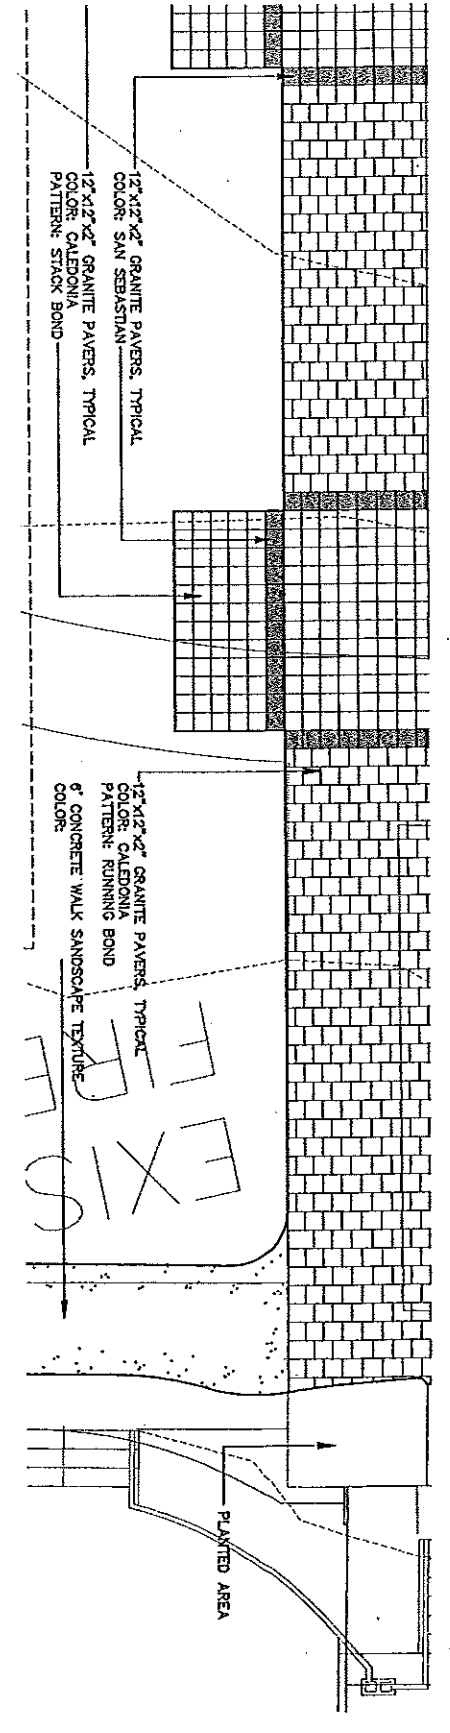 12"x12"x2" GRANITE PAVERS, TYPICAL
COLOR: SAN SEBASTIAN
12"x12"x2" GRANITE PAVERS, TYPICAL
COLOR: CALEDONIA
PATTERN: STACK BOND
12"x12"x2" GRANITE PAVERS, TYPICAL
COLOR: CALEDONIA
PATTERN: RUNNING BOND
6' CONCRETE WALK SANDSCAPE TEXTURE
COLOR:
EXIS
FIRE
PLANTED AREA